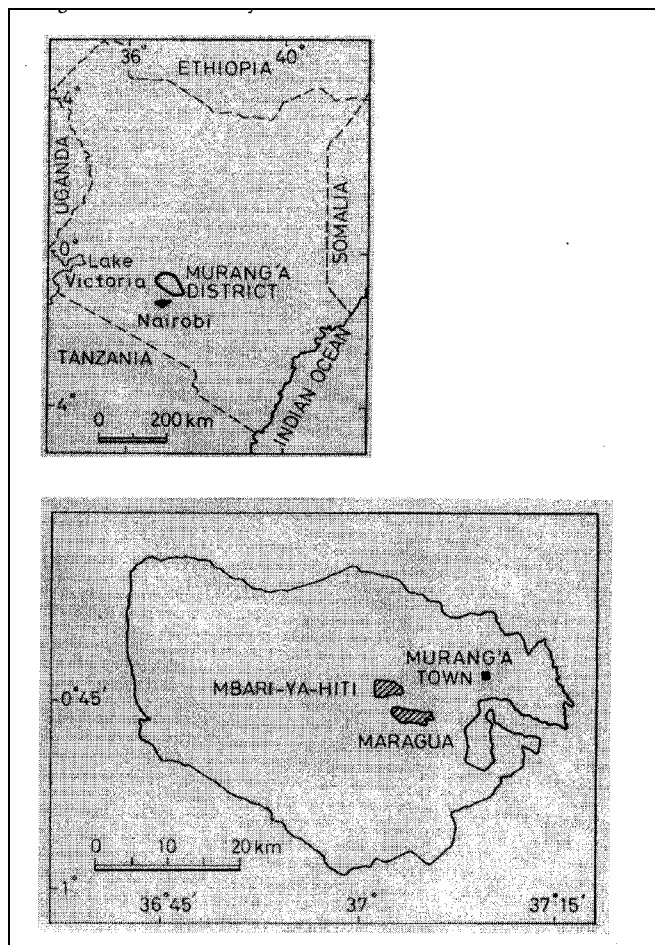 36° 40°
ETHIOPIA
4°
UGANDA
SOMALIA
0°
Lake
Victoria
MURANG'A
DISTRICT
Nairobi
TANZANIA
INDIAN OCEAN
4°
0 200 km
MURANG'A
TOWN
MBARI-YA-HITI
0°45'
MARAGUA
0 10 20 km
1°
36°45' 37° 37°15'